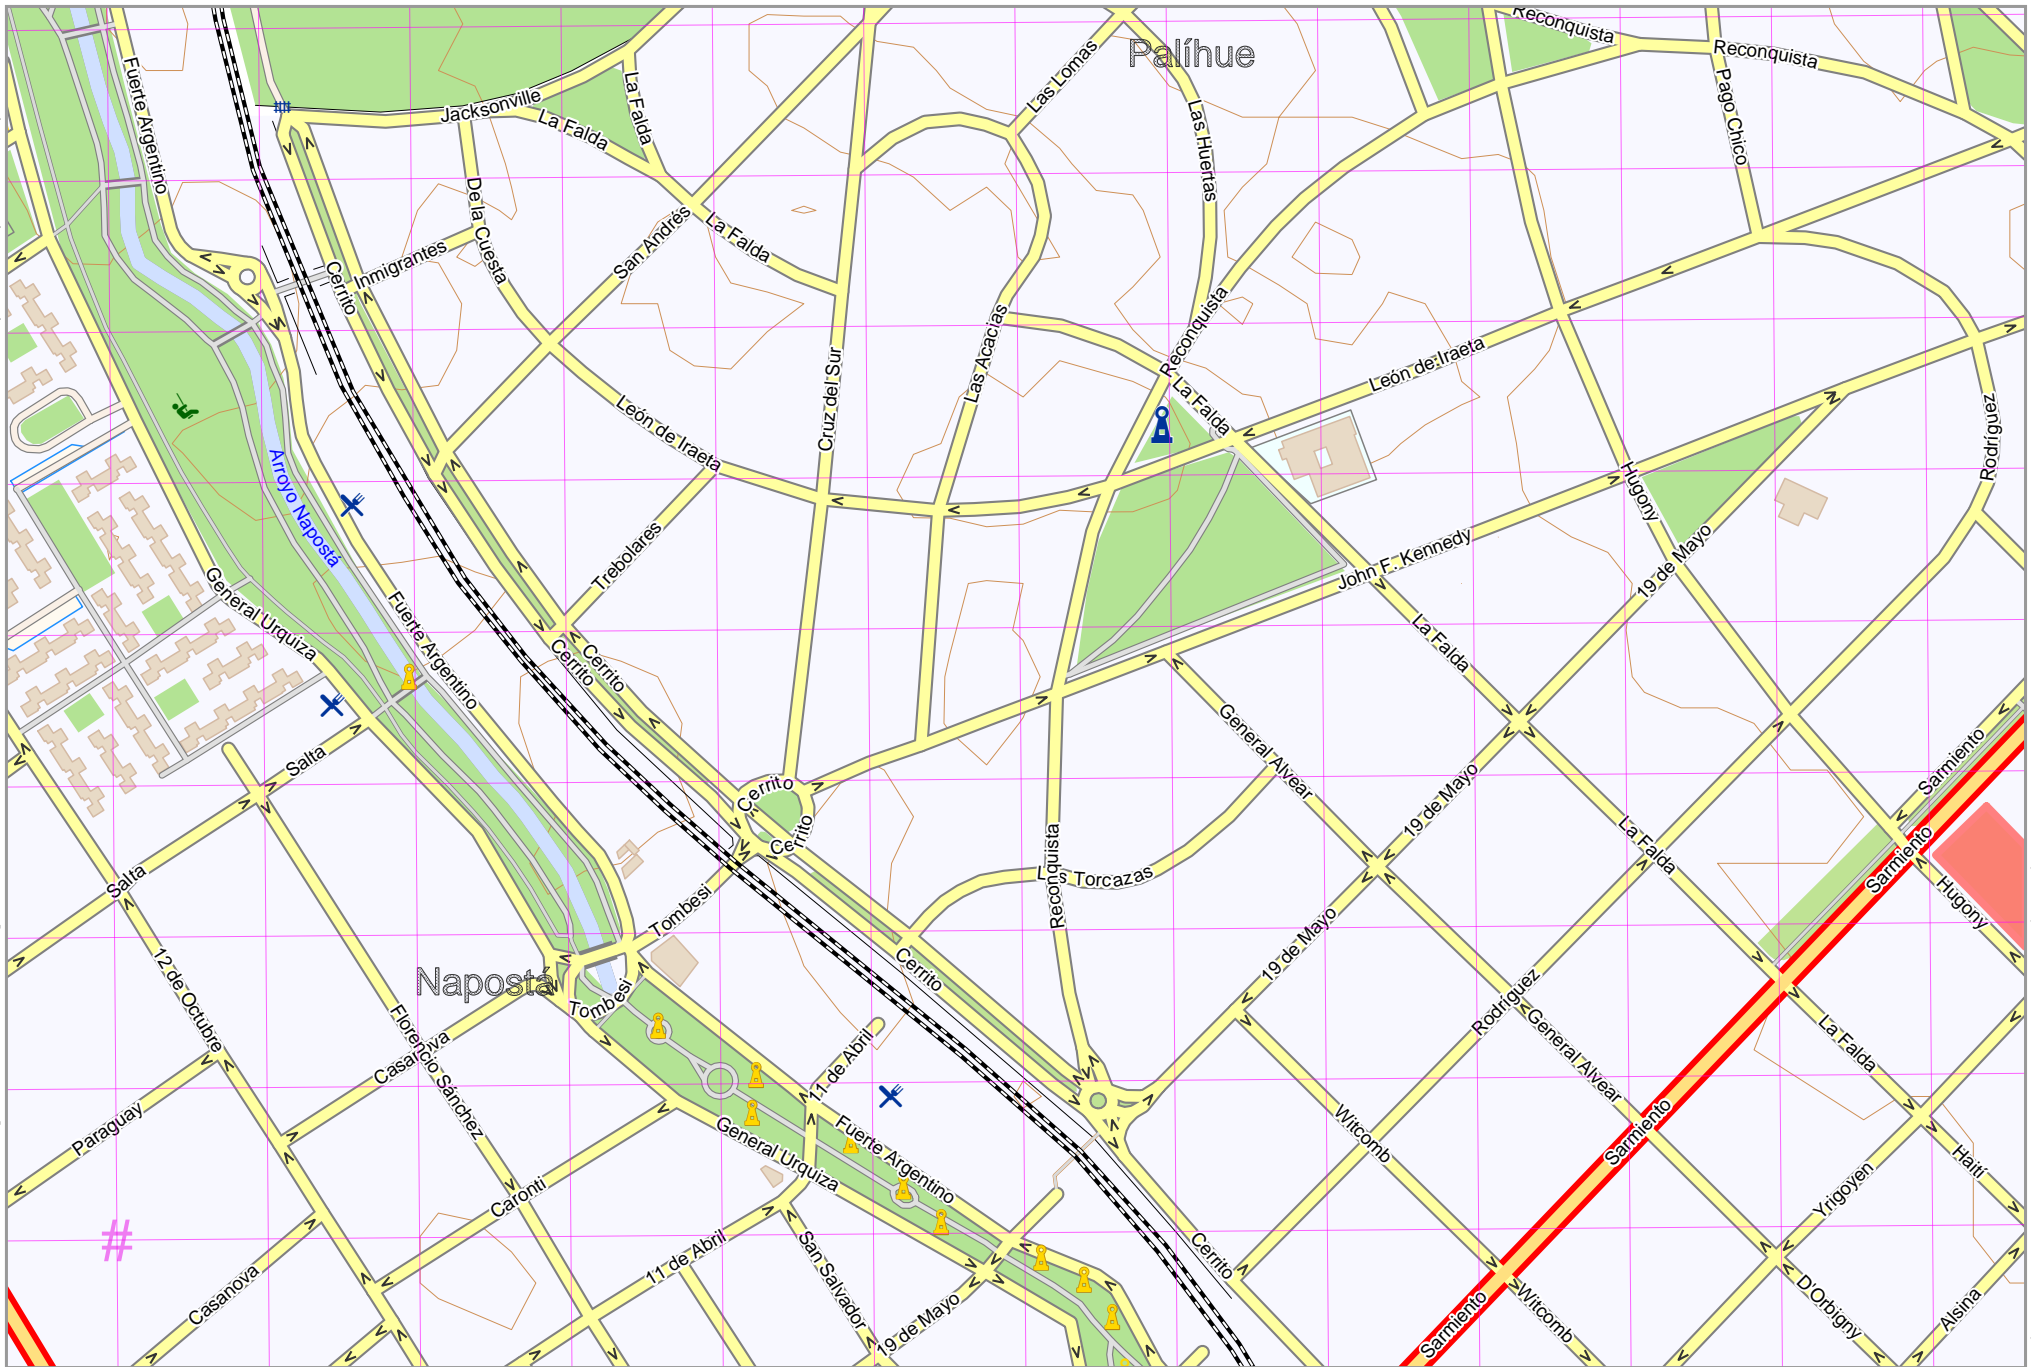 Reconquista
Palíhue
Las Lomas
Reconquista
Fuerte Argentino
La Falda
Pago Chico
Jacksonville
La Falda
Las Huertas
De la Cuesta
La Falda
San Andrés
Inmigrantes
Cerrito
Reconquista
Las Acacias
León de Iraeta
Cruz del Sur
La Falda
León de Iraeta
Rodríguez
Arroyo Napostá
Hugony
Trebolares
John F. Kennedy
19 de Mayo
General Urquiza
Fuerte Argentino
Cerrito
Cerrito
La Falda
General Alvear
Salta
Sarmiento
Cerrito
19 de Mayo
Cerrito
Cerrito
La Falda
Sarmiento
Reconquista
Los Torcazas
Salta
Tombesi
Hugony
19 de Mayo
Cerrito
12 de Octubre
Napostá
Tombesi
Rodríguez
Florencio Sánchez
Casanova
11 de Abril
General Alvear
La Falda
Paraguay
General Urquiza
Fuerte Argentino
Witcomb
Sarmiento
Haití
Yrigoyen
Caronti
#
11 de Abril
San Salvador
Cerrito
Casanova
19 de Mayo
Sarmiento
Witcomb
D'Orbigny
Alsina